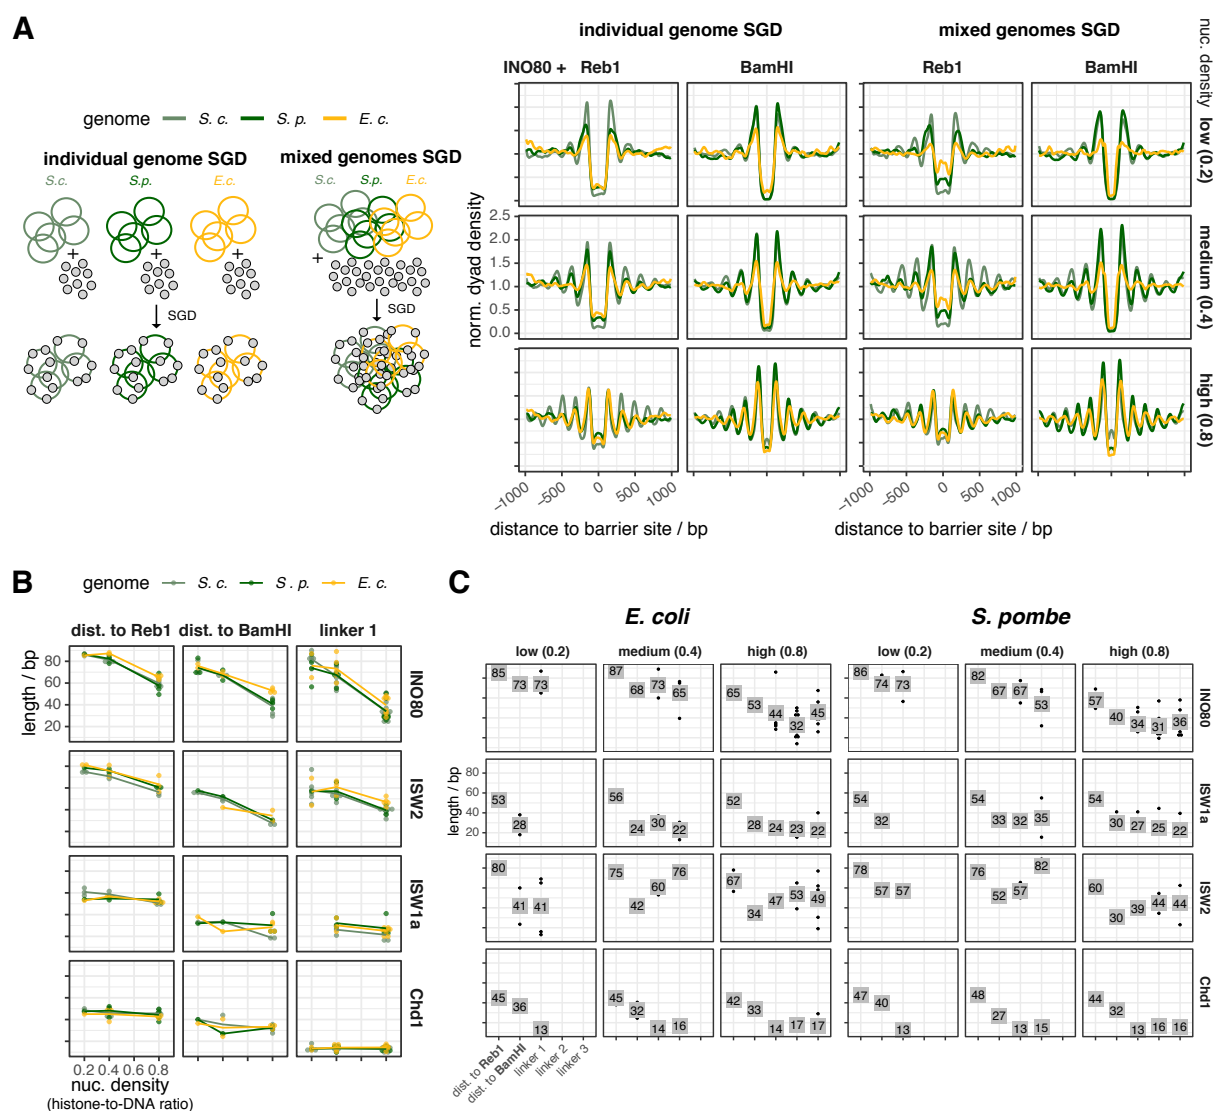 A
individual genome SGD
mixed genomes SGD
nuc. density
INO80 + Reb1
BamHI
Reb1
BamHI
genome S. c. S. p. E. c.
individual genome SGD
mixed genomes SGD
S.c. S.p. E.c.
S.c. S.p. E.c.
+ + + +
SGD
SGD
low (0.2)
medium (0.4)
high (0.8)
norm. dyad density
2.5
2.0
1.5
1.0
0.5
0.0
−1000 −500 0 500 1000
−1000 −500 0 500 1000
distance to barrier site / bp
distance to barrier site / bp
B
genome S. c. S . p. E. c.
dist. to Reb1 dist. to BamHI linker 1
length / bp
80
60
40
20
INO80
ISW2
ISW1a
Chd1
0.2 0.4 0.6 0.8
nuc. density
(histone-to-DNA ratio)
C
E. coli
S. pombe
low (0.2) medium (0.4) high (0.8)
low (0.2) medium (0.4) high (0.8)
85 73 73
87 68 73 65
65 53 44 32 45
86 74 73
82 67 67 53
57 40 34 31 36
INO80
length / bp
80
60
40
20
53 28
56 24 30 22
52 28 24 23 22
54 32
54 33 32 35
54 30 27 25 22
ISW1a
80 41 41
75 42 60 76
67 34 47 53 49
78 57 57
76 52 57 82
60 30 39 44 44
ISW2
45 36 13
45 32 14 16
42 33 14 17 17
47 40 13
48 27 13 15
44 32 13 16 16
Chd1
dist. to Reb1
dist. to BamHI
linker 1
linker 2
linker 3